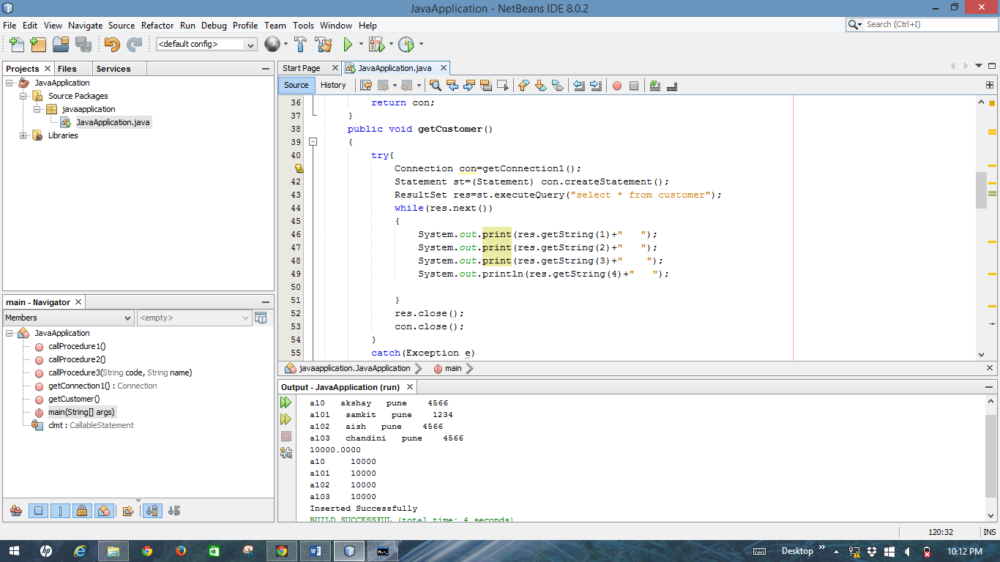 JavaApplication - NetBeans IDE 8.0.2
File Edit View Navigate Source Refactor Run Debug Profile Team Tools Window Help
Search (Ctrl+I)
<default config>
Projects Files Services
JavaApplication
Source Packages
javaapplication
JavaApplication.java
Libraries
main - Navigator
Members <empty>
JavaApplication
callProcedure1()
callProcedure2()
callProcedure3(String code, String name)
getConnection1() : Connection
getCustomer()
main(String[] args)
clmt : CallableStatement
Start Page JavaApplication.java
Source History
36 return con;
37 }
38 public void getCustomer()
39 {
40 try{
Connection con=getConnection1();
42 Statement st=(Statement) con.createStatement();
43 ResultSet res=st.executeQuery("select * from customer");
44 while(res.next())
45 {
46 System.out.print(res.getString(1)+"   ");
47 System.out.print(res.getString(2)+"   ");
48 System.out.print(res.getString(3)+"    ");
49 System.out.println(res.getString(4)+"   ");
50
51 }
52 res.close();
53 con.close();
54 }
55 catch(Exception e)
javaapplication.JavaApplication main
Output - JavaApplication (run)
a10   akshay   pune    4566
a101   samkit   pune    1234
a102   aish   pune    4566
a103   chandini   pune    4566
10000.0000
a10     10000
a101    10000
a102    10000
a103    10000
Inserted Successfully
BUILD SUCCESSFUL (total time: 4 seconds)
120:32 INS
Desktop 10:12 PM